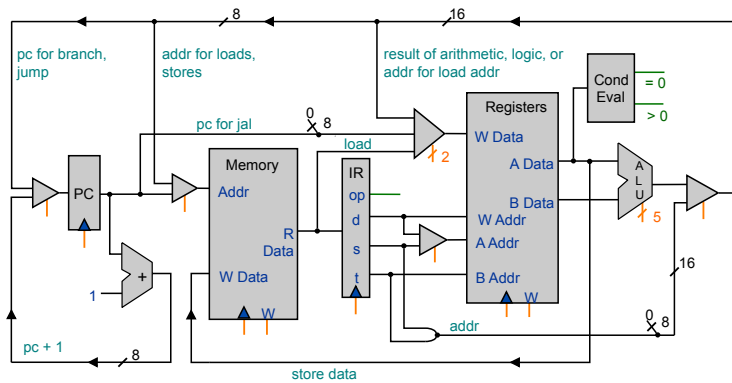 8
16
pc for branch,
jump
addr for loads,
stores
result of arithmetic, logic, or
addr for load addr
Cond
Eval
= 0
> 0
Registers
0
8
pc for jal
load
2
W Data
A Data
B Data
W Addr
A Addr
B Addr
W
A
L
U
5
Memory
Addr
R
Data
W Data
W
IR
op
d
s
t
PC
+
1
16
addr
0
8
pc + 1
8
store data